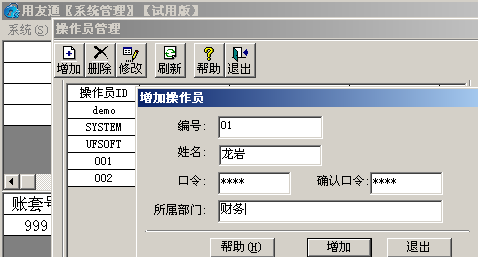 用友通〖系统管理〗【试用版】
系统(S)
操作员管理
增加 删除 修改 刷新 帮助 退出
操作员ID
demo
SYSTEM
UFSOFT
001
002
账套号
999
增加操作员
编号: 01
姓名: 龙岩
口令: **** 确认口令: ****
所属部门: 财务
帮助(H) 增加 退出